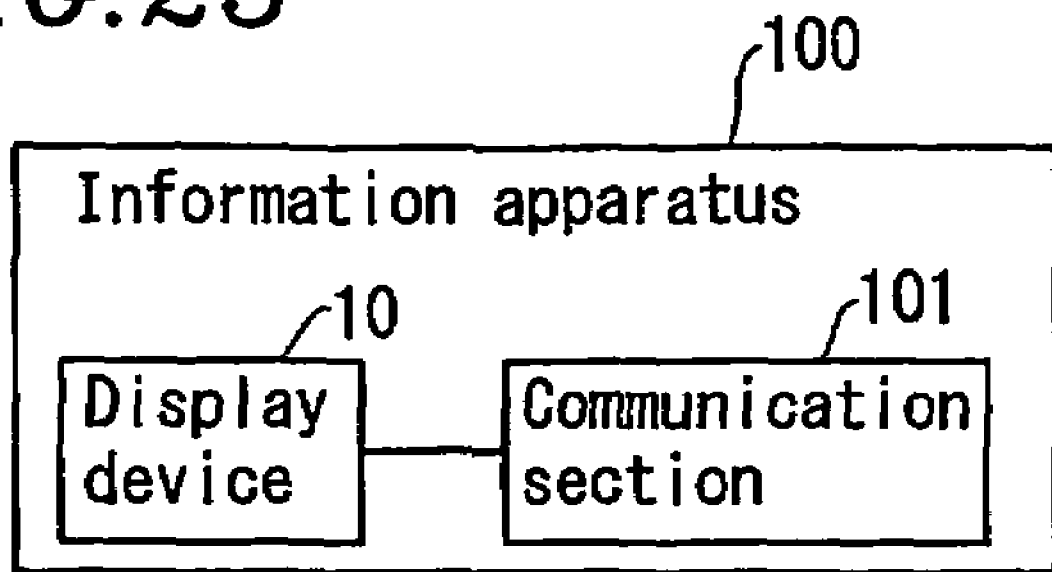 100
Information apparatus
10
101
Display
device
Communication
section